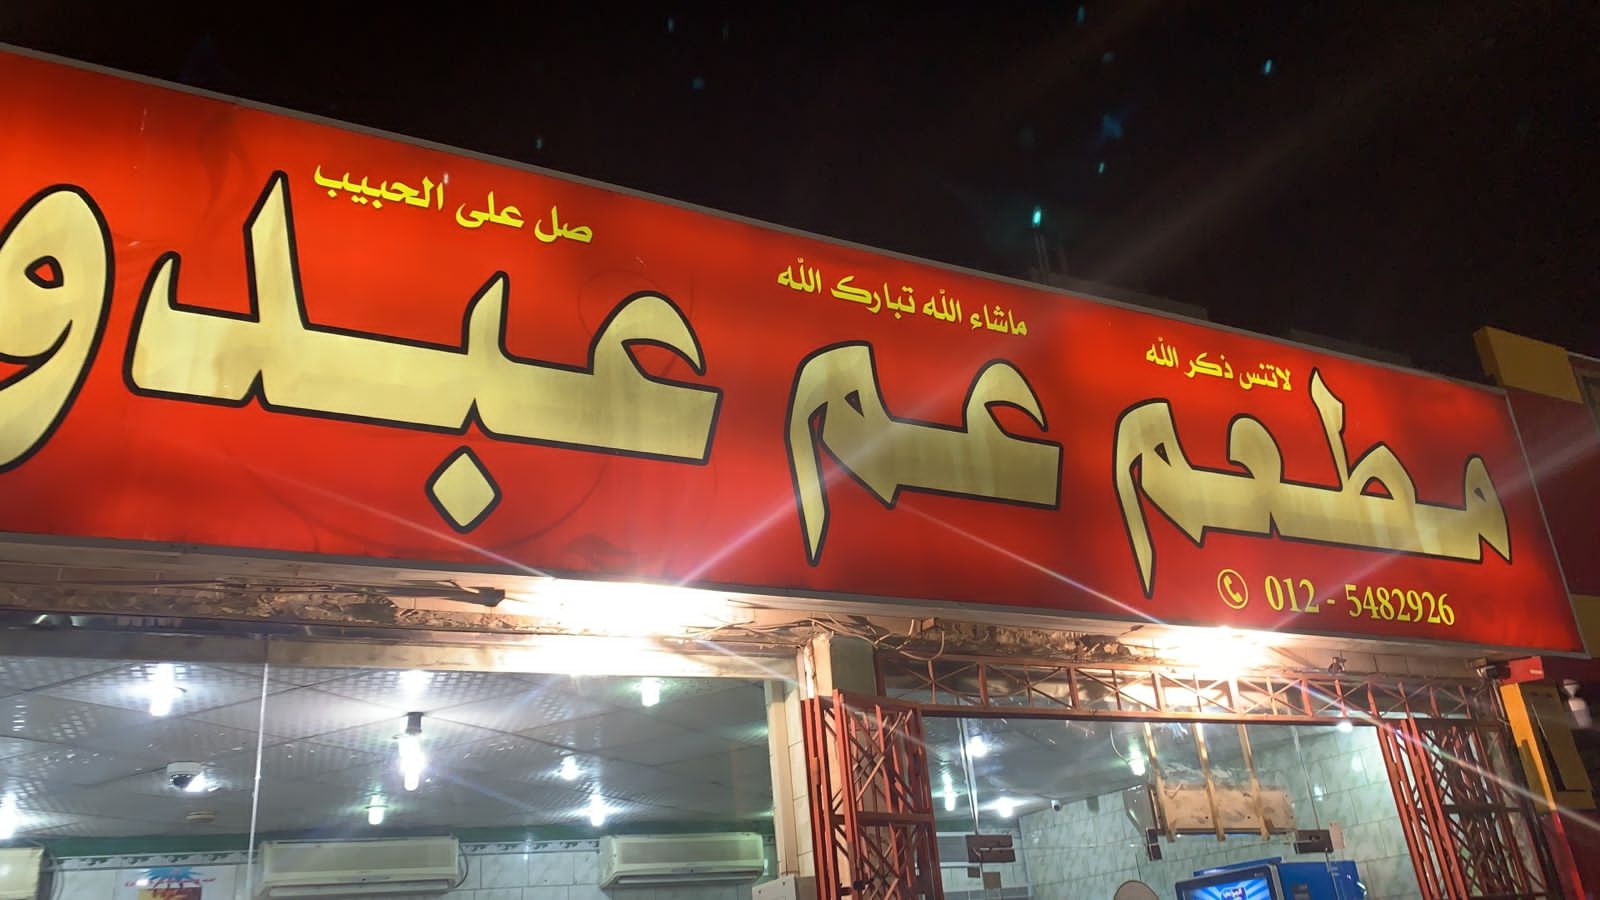 لاتنس ذكر الله
ماشاء الله تبارك الله
صل على الحبيب
مطعم عم عبدو
012 - 5482926